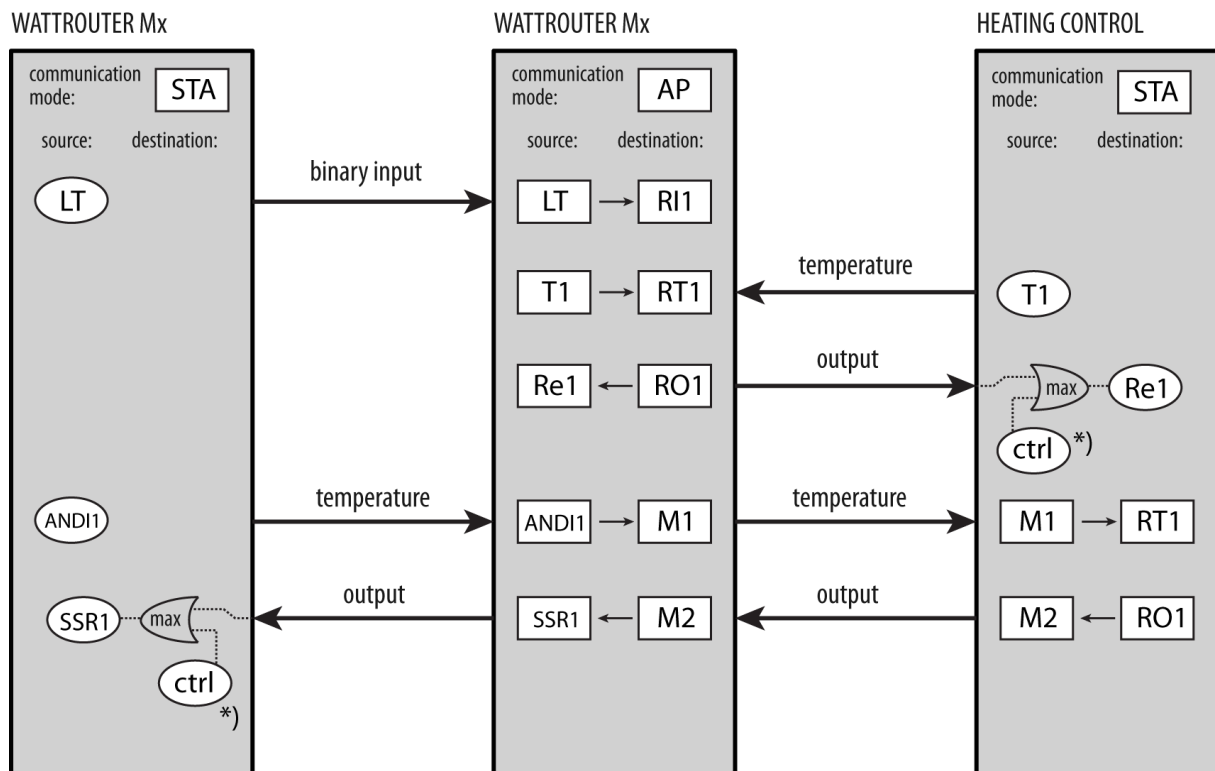 WATTROUTER Mx
WATTROUTER Mx
HEATING CONTROL
communication mode: STA
communication mode: AP
communication mode: STA
source: destination:
source: destination:
source: destination:
LT
binary input
LT
RI1
T1
RT1
temperature
T1
Re1
RO1
output
max
Re1
ctrl *)
ANDI1
temperature
ANDI1
M1
temperature
M1
RT1
SSR1
max
output
SSR1
M2
output
M2
RO1
ctrl
*)